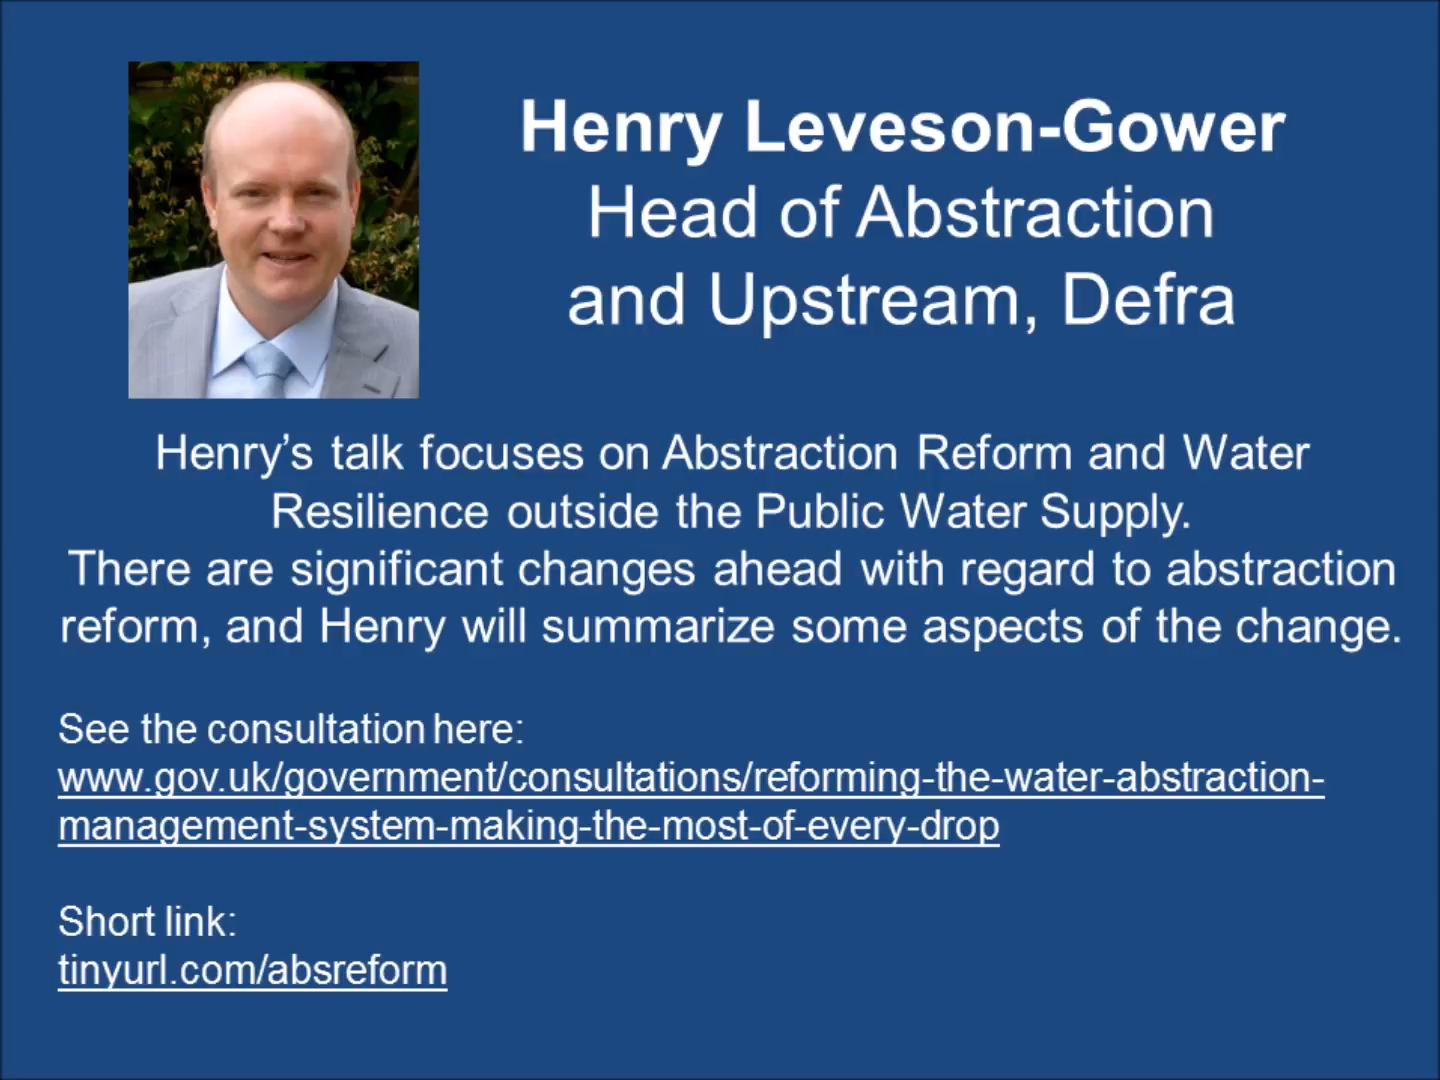 Henry Leveson-Gower
Head of Abstraction
and Upstream, Defra
Henry’s talk focuses on Abstraction Reform and Water
Resilience outside the Public Water Supply.
There are significant changes ahead with regard to abstraction
reform, and Henry will summarize some aspects of the change.
See the consultation here:
www.gov.uk/government/consultations/reforming-the-water-abstraction-
management-system-making-the-most-of-every-drop
Short link:
tinyurl.com/absreform